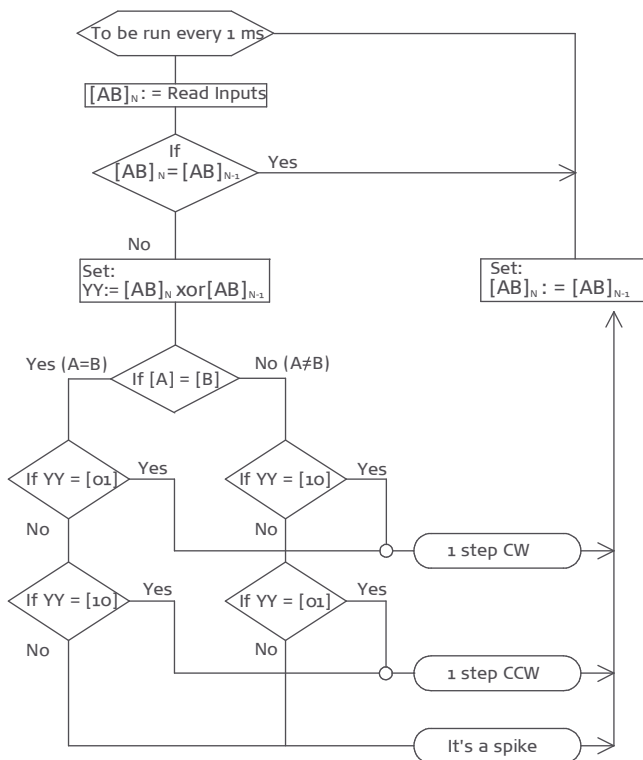 To be run every 1 ms
[AB]N : = Read Inputs
If
[AB]N = [AB]N-1
Yes
No
Set:
YY:= [AB]N xor[AB]N-1
Set:
[AB]N : = [AB]N-1
Yes (A=B)
No (A≠B)
If [A] = [B]
If YY = [01]
Yes
If YY = [10]
Yes
No
No
1 step CW
If YY = [10]
Yes
If YY = [01]
Yes
No
No
1 step CCW
It's a spike